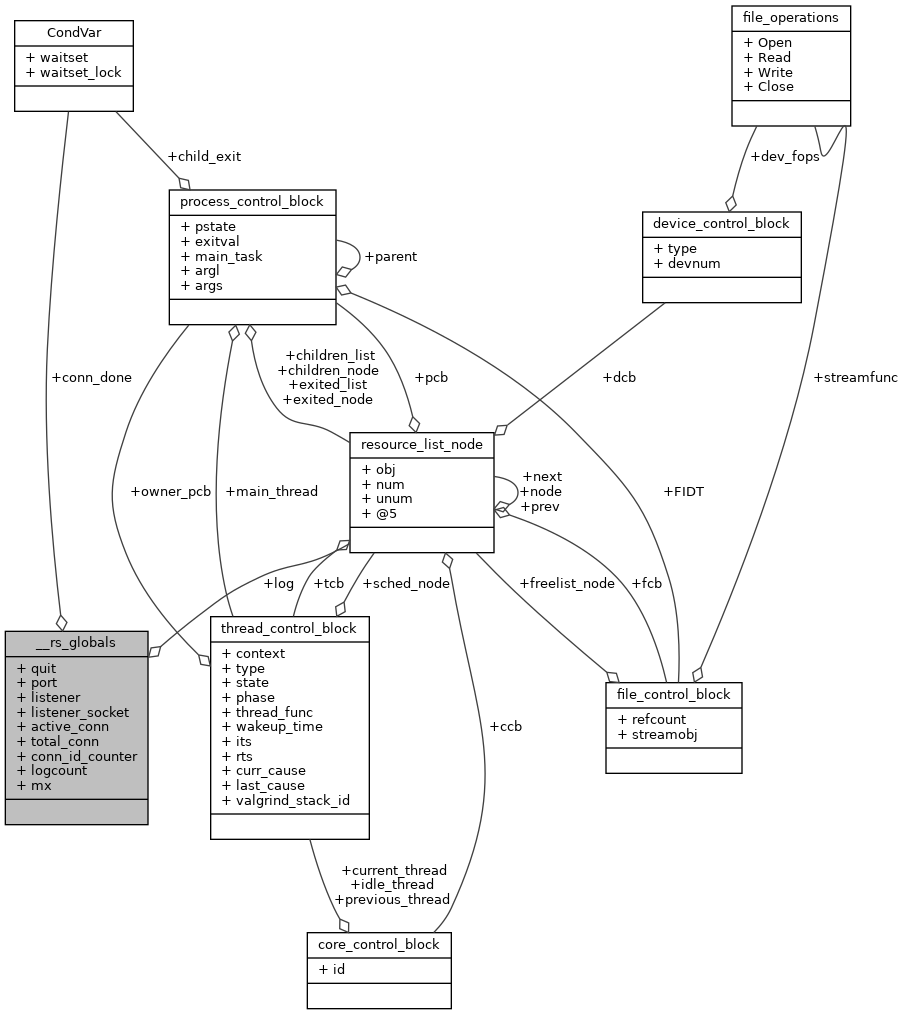 CondVar
+ waitset
+ waitset_lock
file_operations
+ Open
+ Read
+ Write
+ Close
+child_exit
+dev_fops
process_control_block
+ pstate
+ exitval
+ main_task
+ argl
+ args
+parent
device_control_block
+ type
+ devnum
+conn_done
+children_list
+children_node
+exited_list
+exited_node
+pcb
+dcb
+streamfunc
resource_list_node
+ obj
+ num
+ unum
+ @5
+next
+node
+prev
+owner_pcb
+main_thread
+FIDT
+log
+tcb
+sched_node
+freelist_node
+fcb
__rs_globals
+ quit
+ port
+ listener
+ listener_socket
+ active_conn
+ total_conn
+ conn_id_counter
+ logcount
+ mx
thread_control_block
+ context
+ type
+ state
+ phase
+ thread_func
+ wakeup_time
+ its
+ rts
+ curr_cause
+ last_cause
+ valgrind_stack_id
file_control_block
+ refcount
+ streamobj
+ccb
+current_thread
+idle_thread
+previous_thread
core_control_block
+ id